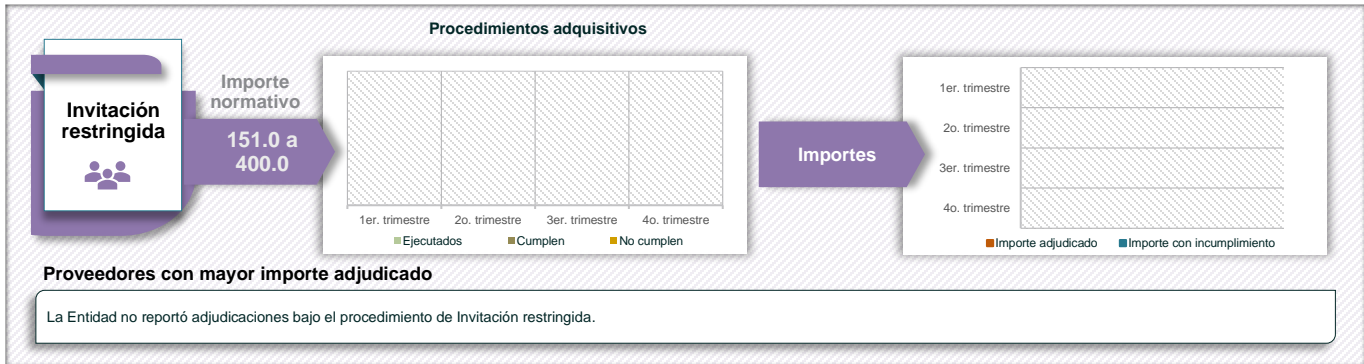 Procedimientos adquisitivos
Invitación
restringida
Importe
normativo
151.0 a
400.0
1er. trimestre
2o. trimestre
3er. trimestre
4o. trimestre
Ejecutados
Cumplen
No cumplen
Importes
1er. trimestre
2o. trimestre
3er. trimestre
4o. trimestre
Importe adjudicado
Importe con incumplimiento
Proveedores con mayor importe adjudicado
La Entidad no reportó adjudicaciones bajo el procedimiento de Invitación restringida.